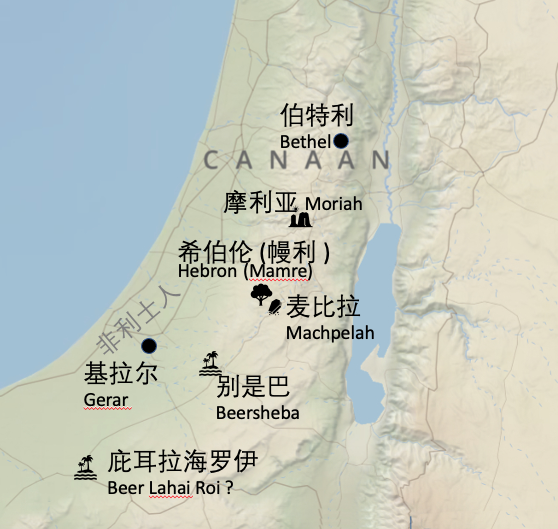 伯特利
Bethel
CANAAN
摩利亚 Moriah
希伯伦 (幔利 )
Hebron (Mamre)
麦比拉
Machpelah
非利士人
基拉尔
Gerar
别是巴
Beersheba
庇耳拉海罗伊
Beer Lahai Roi ?